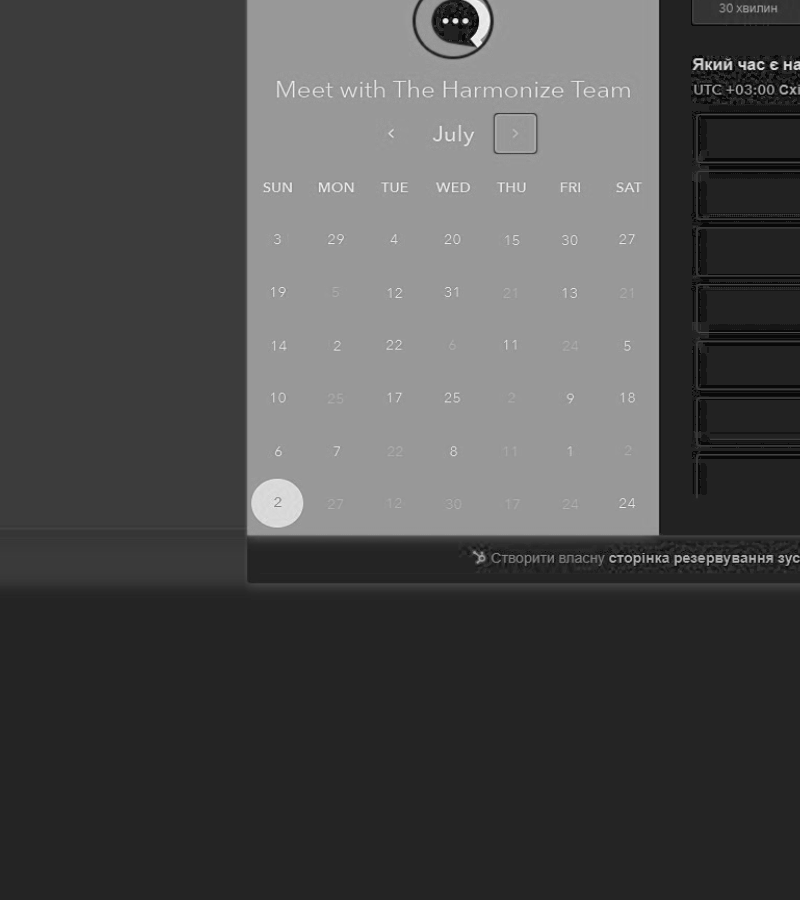 30 хвилин
Meet with The Harmonize Team
July
SUN MON TUE WED THU FRI SAT
3 29 4 20 15 30 27
19 5 12 31 21 13 21
14 2 22 6 11 24 5
10 25 17 25 2 9 18
6 7 22 8 11 1 2
2 27 12 30 17 24 24
Який час є на
UTC +03:00 Схі
Створити власну сторінка резервування зус